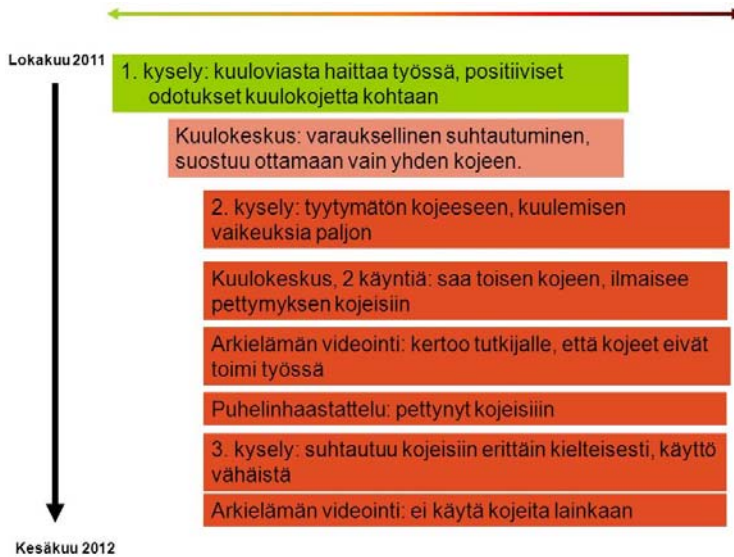 Lokakuu 2011
1. kysely: kuuloviasta haittaa työssä, positiiviset
odotukset kuulokojetta kohtaan
Kuulokeskus: varauksellinen suhtautuminen,
suostuu ottamaan vain yhden kojeen.
2. kysely: tyytymätön kojeeseen, kuulemisen
vaikeuksia paljon
Kuulokeskus, 2 käyntiä: saa toisen kojeen, ilmaisee
pettymyksen kojeisiin
Arkielämän videointi: kertoo tutkijalle, että kojeet eivät
toimi työssä
Puhelinhaastattelu: pettynyt kojeisiiin
3. kysely: suhtautuu kojeisiin erittäin kielteisesti, käyttö
vähäistä
Arkielämän videointi: ei käytä kojeita lainkaan
Kesäkuu 2012